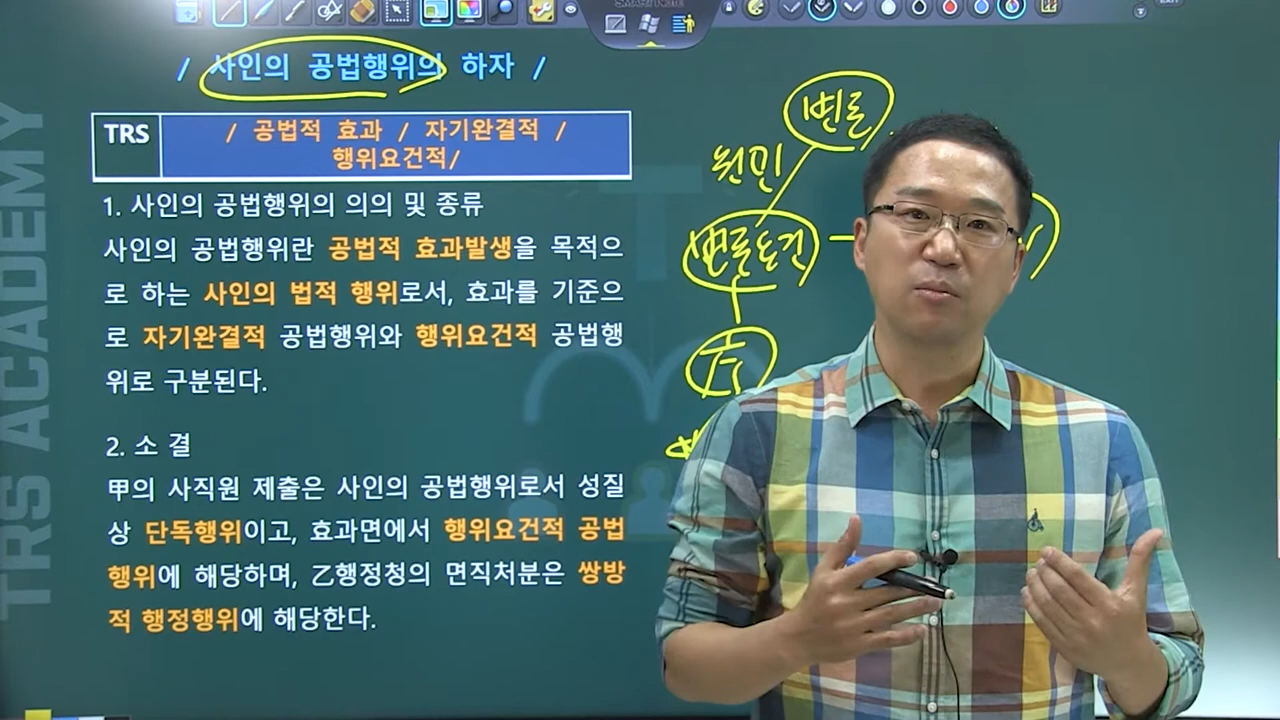 SMART NOTE
/ 사인의 공법행위의 하자 /
TRS
/ 공법적 효과 / 자기완결적 /
행위요건적/
1. 사인의 공법행위의 의의 및 종류
사인의 공법행위란 공법적 효과발생을 목적으
로 하는 사인의 법적 행위로서, 효과를 기준으
로 자기완결적 공법행위와 행위요건적 공법행
위로 구분된다.
2. 소 결
甲의 사직원 제출은 사인의 공법행위로서 성질
상 단독행위이고, 효과면에서 행위요건적 공법
행위에 해당하며, 乙행정청의 면직처분은 쌍방
적 행정행위에 해당한다.
TRS ACADEMY
변론